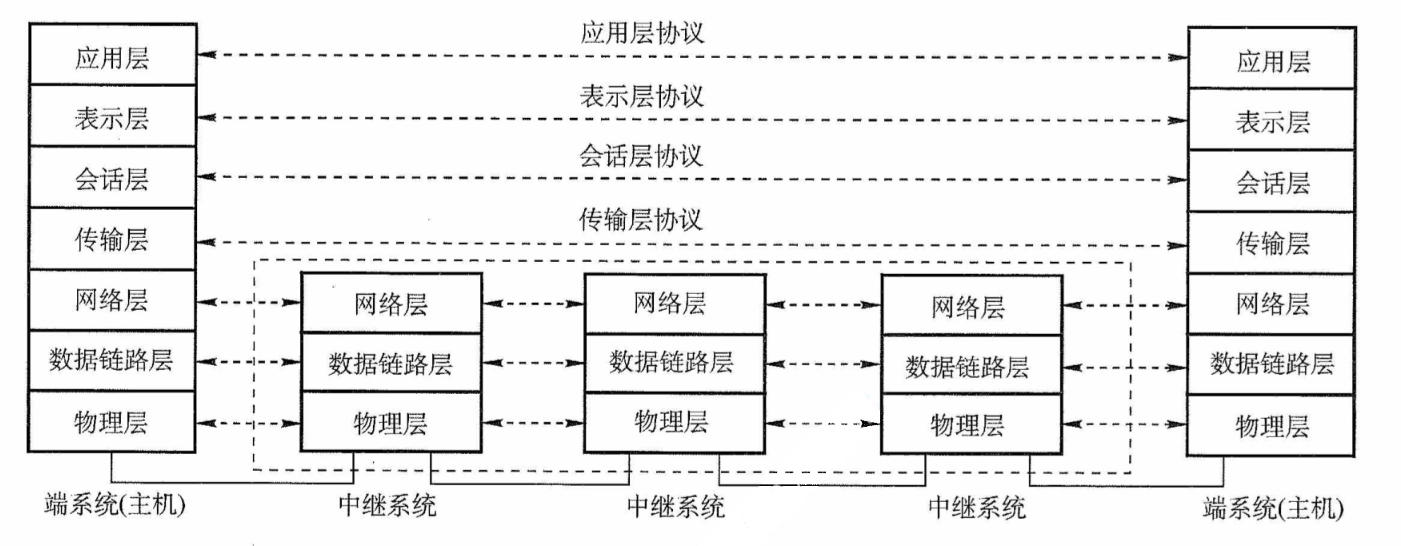 应用层协议
应用层 应用层
表示层协议
表示层 表示层
会话层协议
会话层 会话层
传输层协议
传输层 传输层
网络层 网络层 网络层 网络层 网络层
数据链路层 数据链路层 数据链路层 数据链路层 数据链路层
物理层 物理层 物理层 物理层 物理层
端系统(主机) 中继系统 中继系统 中继系统 端系统(主机)